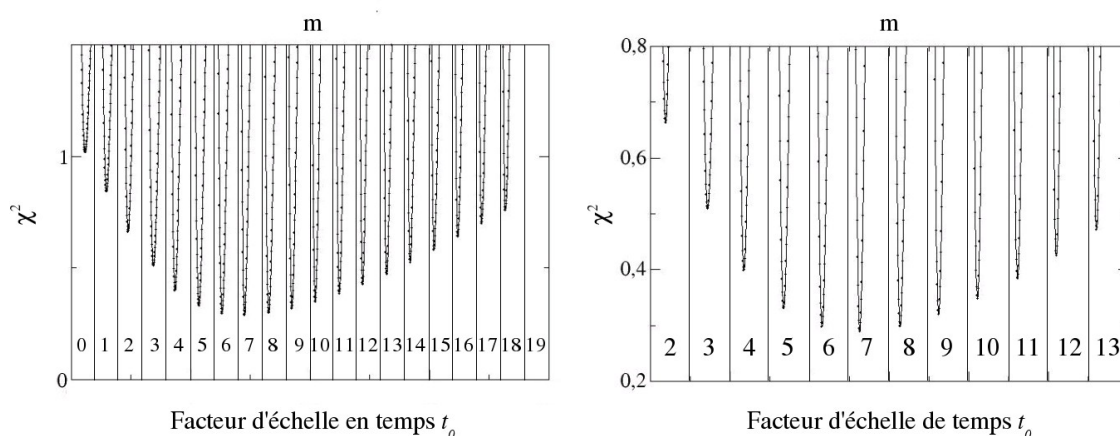 m
1
χ²
0
0 1 2 3 4 5 6 7 8 9 10 11 12 13 14 15 16 17 18 19
Facteur d'échelle en temps t₀
m
0,8
0,6
χ²
0,4
0,2
2 3 4 5 6 7 8 9 10 11 12 13
Facteur d'échelle de temps t₀